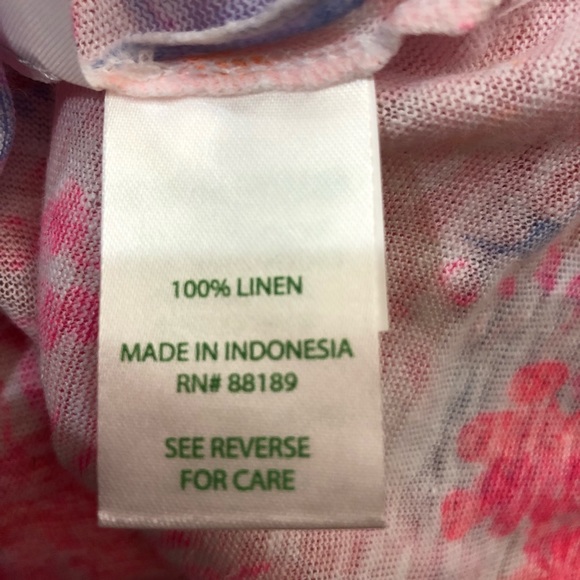 100% LINEN
MADE IN INDONESIA
RN# 88189
SEE REVERSE
FOR CARE